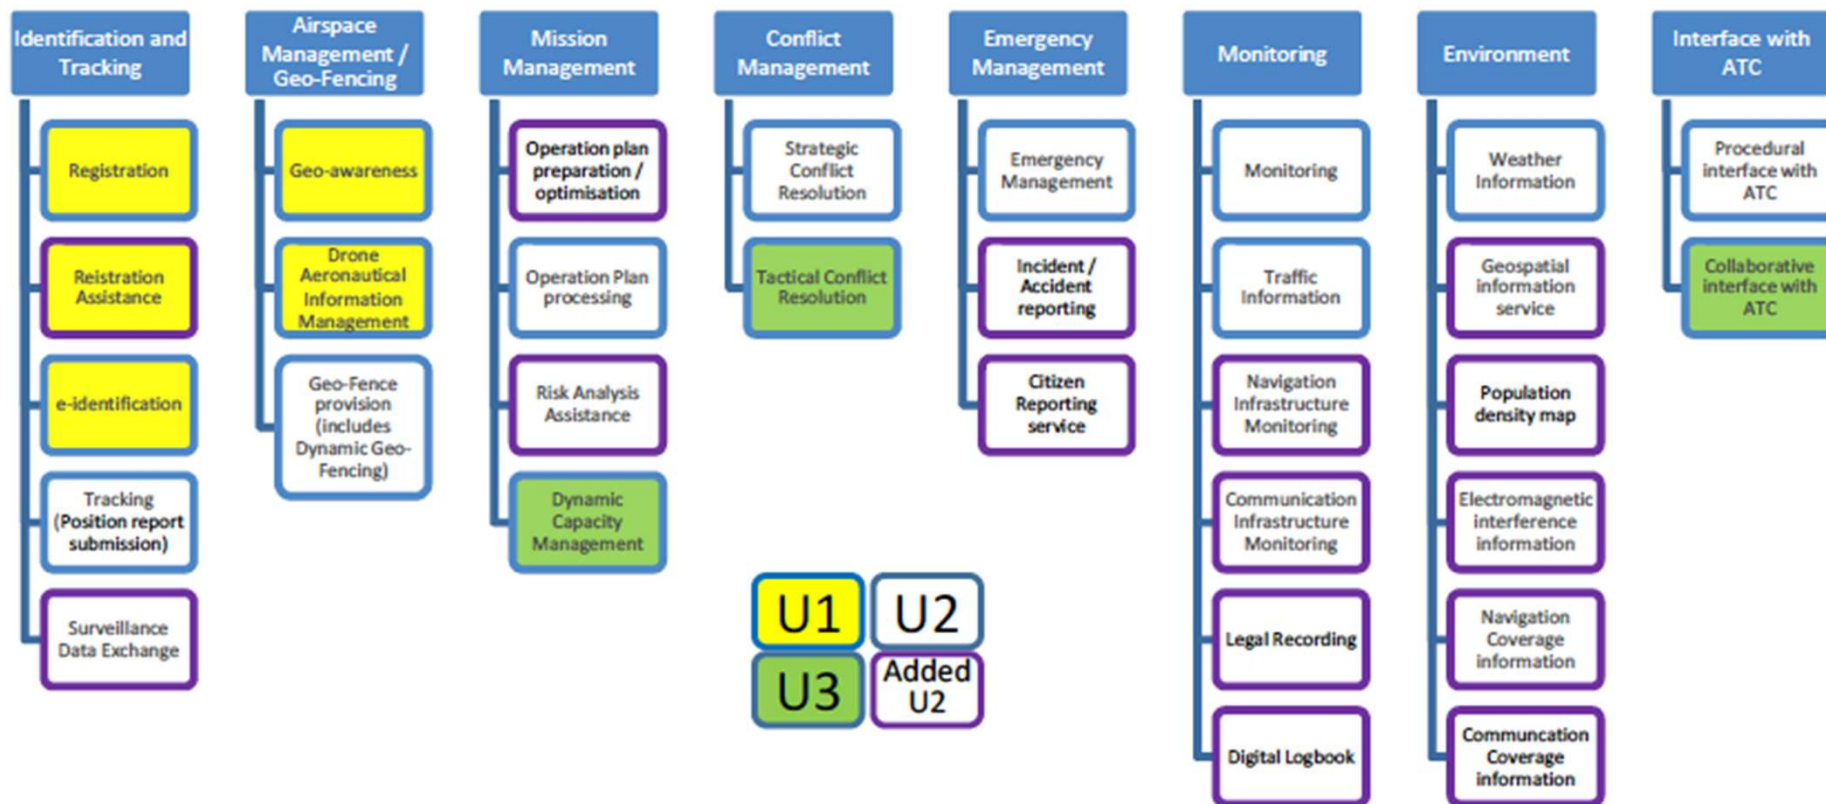 Identification and
Tracking
Registration
Reistration
Assistance
e-identification
Tracking
(Position report
submission)
Surveillance
Data Exchange
Airspace
Management /
Geo-Fencing
Geo-awareness
Drone
Aeronautical
Information
Management
Geo-Fence
provision
(includes
Dynamic Geo-
Fencing)
Mission
Management
Operation plan
preparation /
optimisation
Operation Plan
processing
Risk Analysis
Assistance
Dynamic
Capacity
Management
Conflict
Management
Strategic
Conflict
Resolution
Tactical Conflict
Resolution
Emergency
Management
Emergency
Management
Incident /
Accident
reporting
Citizen
Reporting
service
Monitoring
Monitoring
Traffic
Information
Navigation
Infrastructure
Monitoring
Communication
Infrastructure
Monitoring
Legal Recording
Digital Logbook
Environment
Weather
Information
Geospatial
information
service
Population
density map
Electromagnetic
interference
information
Navigation
Coverage
information
Communcation
Coverage
information
Interface with
ATC
Procedural
interface with
ATC
Collaborative
interface with
ATC
U1
U2
U3
Added
U2